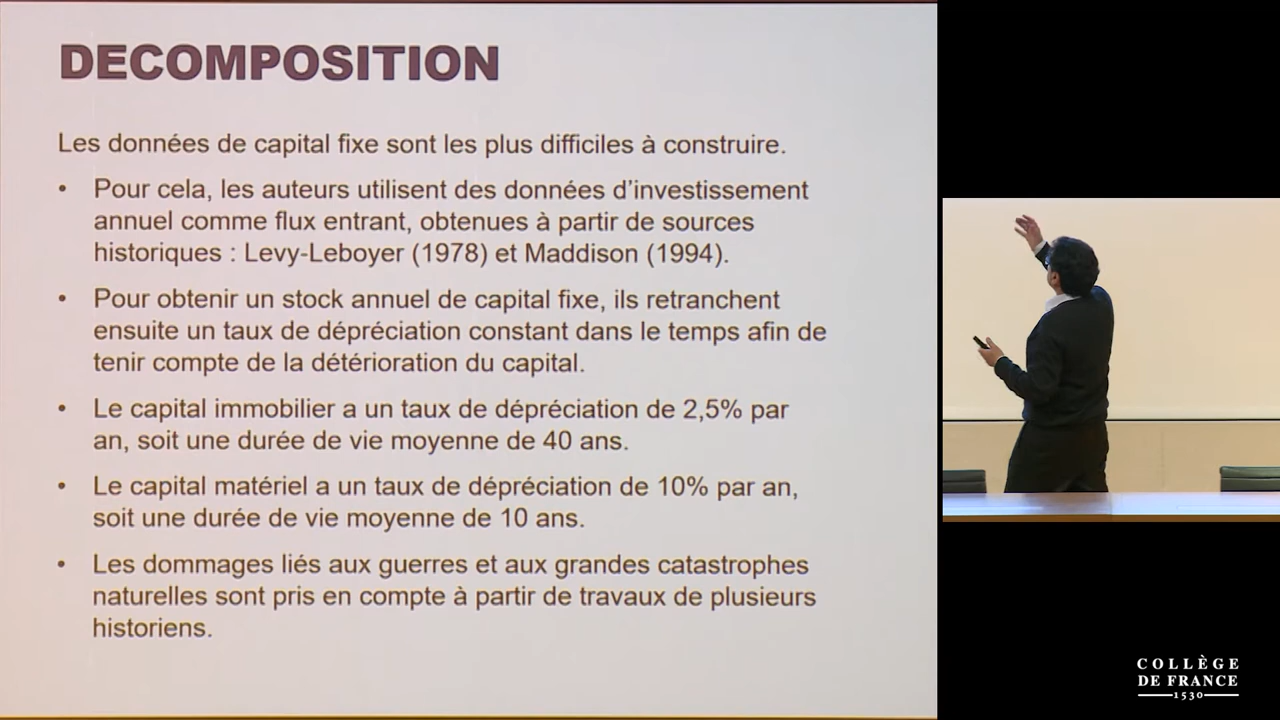 DECOMPOSITION
Les données de capital fixe sont les plus difficiles à construire.
• Pour cela, les auteurs utilisent des données d’investissement
annuel comme flux entrant, obtenues à partir de sources
historiques : Levy-Leboyer (1978) et Maddison (1994).
• Pour obtenir un stock annuel de capital fixe, ils retranchent
ensuite un taux de dépréciation constant dans le temps afin de
tenir compte de la détérioration du capital.
• Le capital immobilier a un taux de dépréciation de 2,5% par
an, soit une durée de vie moyenne de 40 ans.
• Le capital matériel a un taux de dépréciation de 10% par an,
soit une durée de vie moyenne de 10 ans.
• Les dommages liés aux guerres et aux grandes catastrophes
naturelles sont pris en compte à partir de travaux de plusieurs
historiens.
COLLÈGE
DE FRANCE
1530